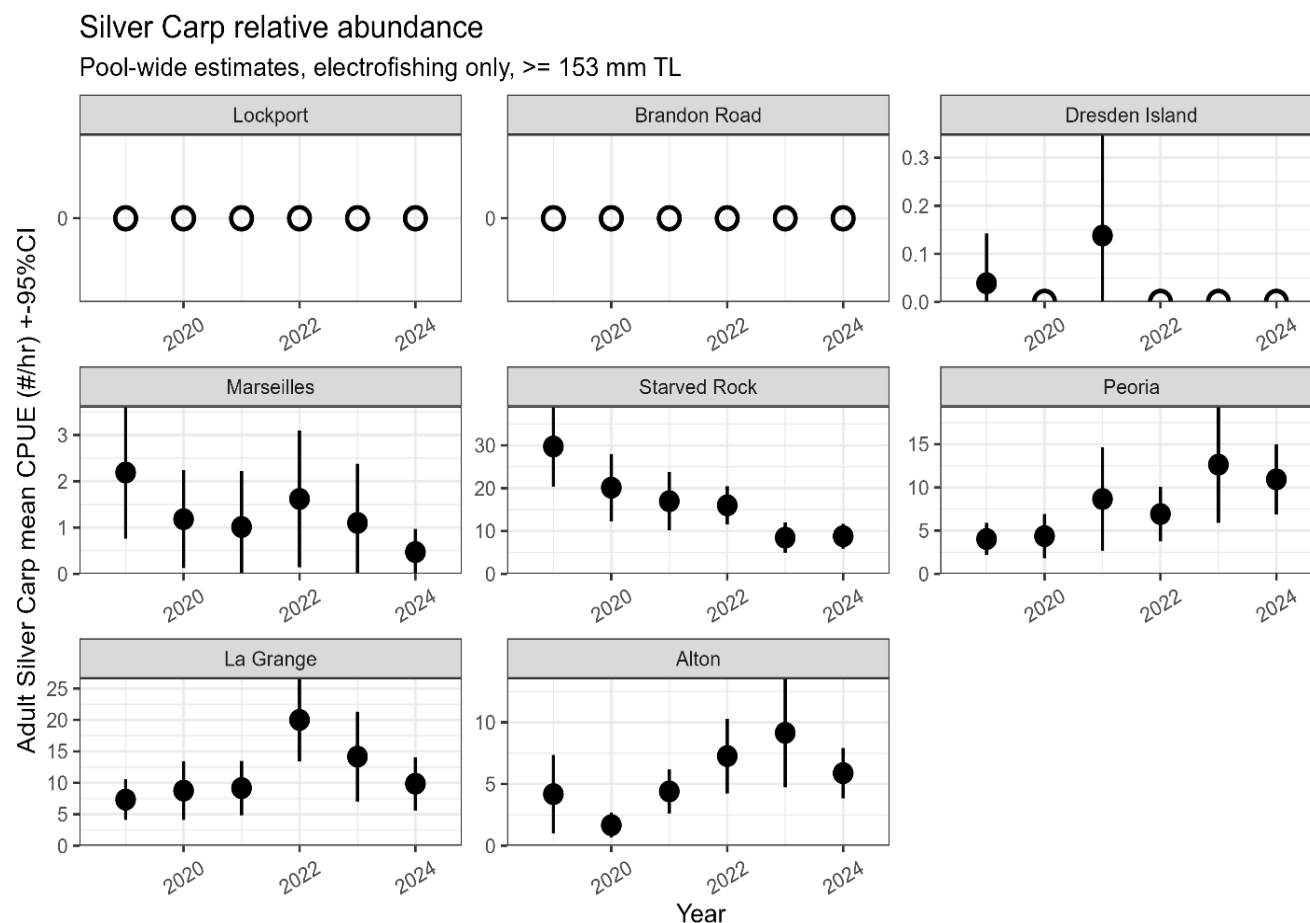 Silver Carp relative abundance
Pool-wide estimates, electrofishing only, >= 153 mm TL
Adult Silver Carp mean CPUE (#/hr) +-95%CI
Lockport
0
2020 2022 2024
Brandon Road
0
2020 2022 2024
Dresden Island
0.3
0.2
0.1
0.0
2020 2022 2024
Marseilles
3
2
1
0
2020 2022 2024
Starved Rock
30
20
10
0
2020 2022 2024
Peoria
15
10
5
0
2020 2022 2024
La Grange
25
20
15
10
5
0
2020 2022 2024
Alton
10
5
0
2020 2022 2024
Year